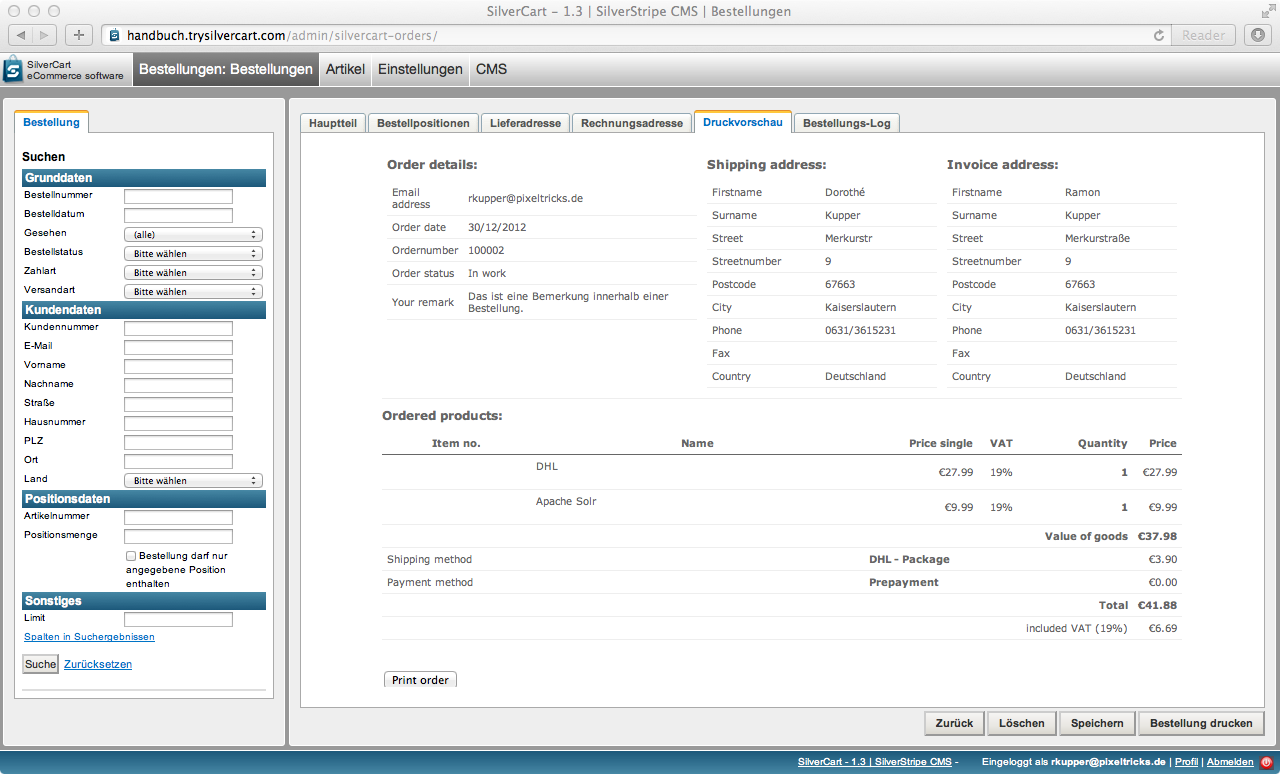 SilverCart - 1.3 | SilverStripe CMS | Bestellungen
handbuch.trysilvercart.com/admin/silvercart-orders/
Reader
SilverCart
eCommerce software
Bestellungen: Bestellungen
Artikel
Einstellungen
CMS
Bestellung
Suchen
Grunddaten
Bestellnummer
Bestelldatum
Gesehen (alle)
Bestellstatus Bitte wählen
Zahlart Bitte wählen
Versandart Bitte wählen
Kundendaten
Kundennummer
E-Mail
Vorname
Nachname
Straße
Hausnummer
PLZ
Ort
Land Bitte wählen
Positionsdaten
Artikelnummer
Positionsmenge
Bestellung darf nur
angegebene Position
enthalten
Sonstiges
Limit
Spalten in Suchergebnissen
Suche Zurücksetzen
Hauptteil
Bestellpositionen
Lieferadresse
Rechnungsadresse
Druckvorschau
Bestellungs-Log
Order details:
Email
address
rkupper@pixeltricks.de
Order date 30/12/2012
Ordernumber 100002
Order status In work
Your remark
Das ist eine Bemerkung innerhalb einer
Bestellung.
Shipping address:
Firstname Dorothé
Surname Kupper
Street Merkurstr
Streetnumber 9
Postcode 67663
City Kaiserslautern
Phone 0631/3615231
Fax
Country Deutschland
Invoice address:
Firstname Ramon
Surname Kupper
Street Merkurstraße
Streetnumber 9
Postcode 67663
City Kaiserslautern
Phone 0631/3615231
Fax
Country Deutschland
Ordered products:
Item no. Name Price single VAT Quantity Price
DHL €27.99 19% 1 €27.99
Apache Solr €9.99 19% 1 €9.99
Value of goods €37.98
Shipping method DHL - Package €3.90
Payment method Prepayment €0.00
Total €41.88
included VAT (19%) €6.69
Print order
Zurück
Löschen
Speichern
Bestellung drucken
SilverCart - 1.3 | SilverStripe CMS - Eingeloggt als rkupper@pixeltricks.de | Profil | Abmelden